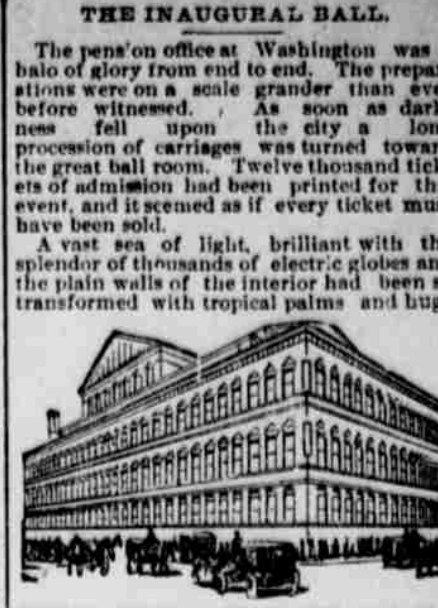 THE INAUGURAL BALL.
The pens'on office at Washington was
halo of glory from end to end. The prepar
ations were on a scale grander than eve
before witnessed. As soon as dark
ness fell upon the city a lon
procession of carriages was turned towar
the great ball room. Twelve thousand tick
ets of admission had been printed for th
event, and it seemed as if every ticket mu
have been sold.
A vast sea of light, brilliant with th
splendor of thousands of electric globes an
the plain walls of the interior had been s
transformed with tropical palms and hug